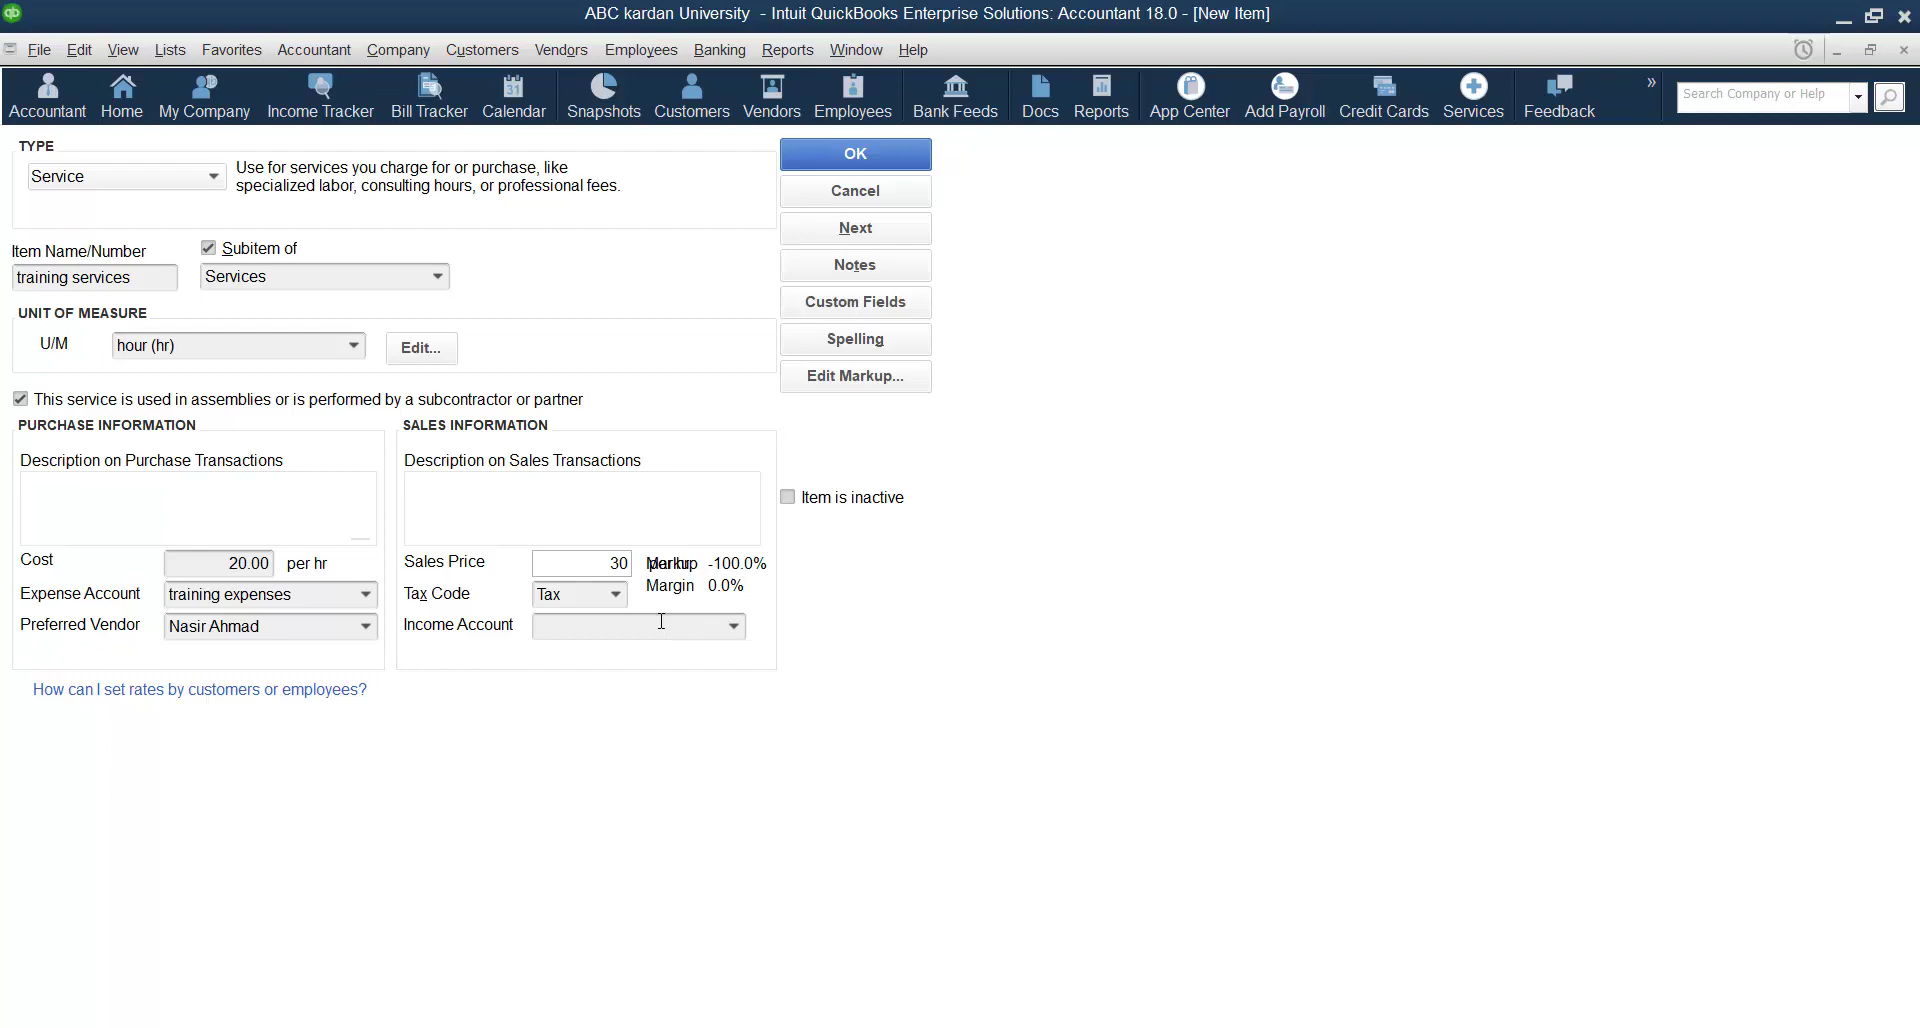 ABC kardan University - Intuit QuickBooks Enterprise Solutions: Accountant 18.0 - [New Item]
File Edit View Lists Favorites Accountant Company Customers Vendors Employees Banking Reports Window Help
31
Accountant Home My Company Income Tracker Bill Tracker Calendar Snapshots Customers Vendors Employees Bank Feeds Docs Reports App Center Add Payroll Credit Cards Services Feedback » Search Company or Help
TYPE
Service
Use for services you charge for or purchase, like
specialized labor, consulting hours, or professional fees.
OK
Cancel
Next
Notes
Custom Fields
Spelling
Edit Markup...
Item Name/Number
Subitem of
training services
Services
UNIT OF MEASURE
U/M hour (hr) Edit...
This service is used in assemblies or is performed by a subcontractor or partner
PURCHASE INFORMATION
Description on Purchase Transactions
Cost 20.00 per hr
Expense Account training expenses
Preferred Vendor Nasir Ahmad
SALES INFORMATION
Description on Sales Transactions
Sales Price 30 Markup -100.0%
Margin 0.0%
Tax Code Tax
Income Account
Item is inactive
How can I set rates by customers or employees?